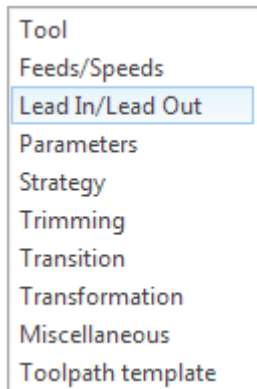 Tool
Feeds/Speeds
Lead In/Lead Out
Parameters
Strategy
Trimming
Transition
Transformation
Miscellaneous
Toolpath template